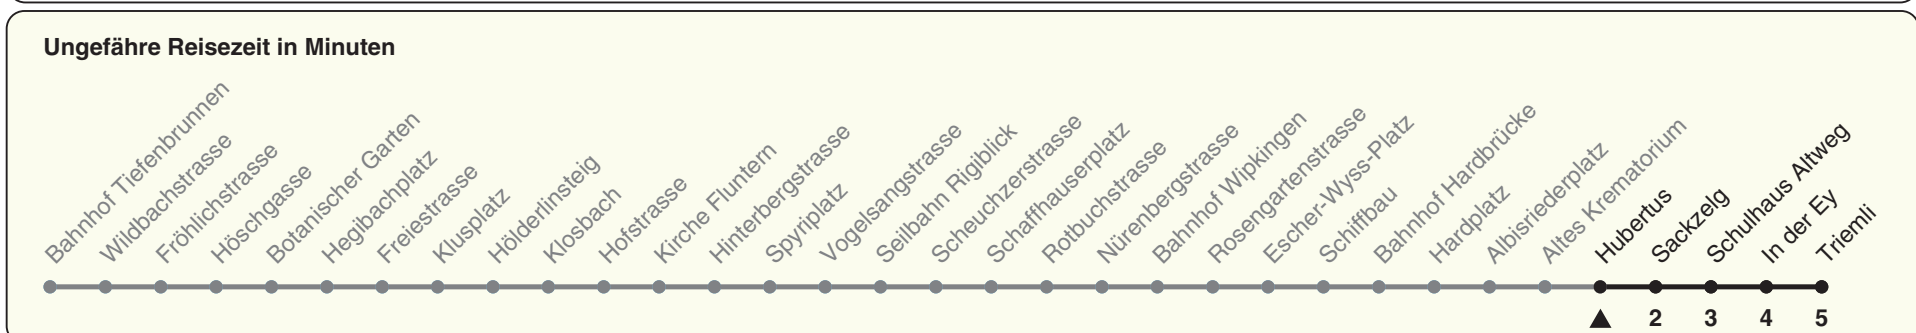 Ungefähre Reisezeit in Minuten
Bahnhof Tiefenbrunnen
Wildbachstrasse
Fröhlichstrasse
Höschgasse
Botanischer Garten
Hegibachplatz
Freiestrasse
Klusplatz
Hölderlinsteig
Klosbach
Hofstrasse
Kirche Fluntern
Hinterbergstrasse
Spyriplatz
Vogelsangstrasse
Seilbahn Rigiblick
Scheuchzerstrasse
Schaffhauserplatz
Rotbuchstrasse
Nürenbergstrasse
Bahnhof Wipkingen
Rosengartenstrasse
Escher-Wyss-Platz
Schiffbau
Bahnhof Hardbrücke
Hardplatz
Albisriederplatz
Altes Krematorium
Hubertus
Sackzelg
Schulhaus Altweg
In der Ey
Triemli
2 3 4 5